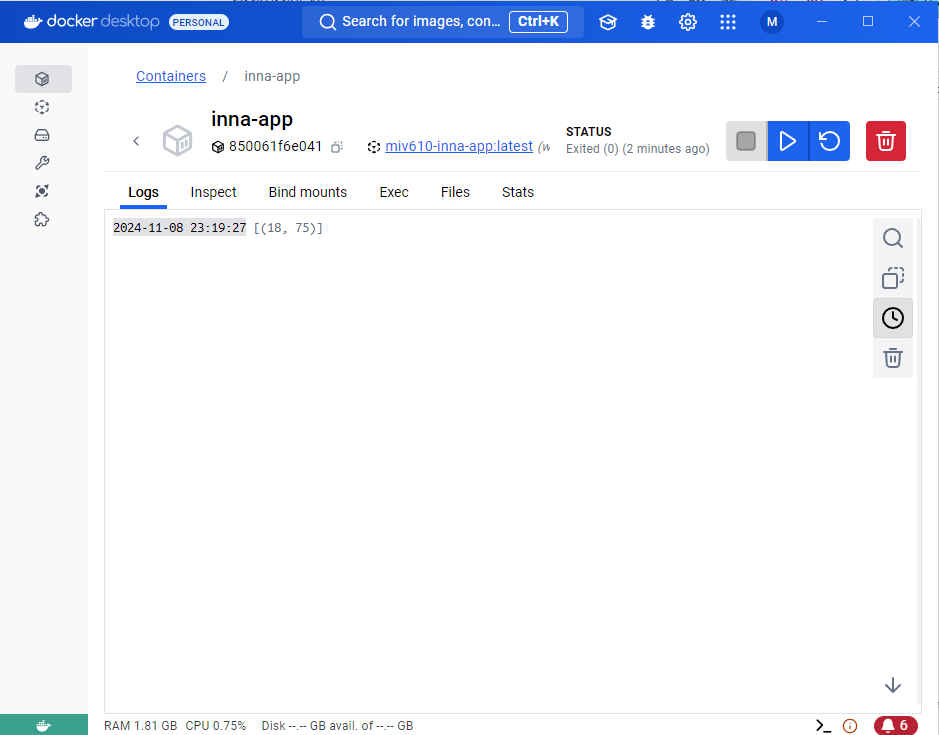 docker desktop PERSONAL Search for images, con... Ctrl+K M
Containers / inna-app
inna-app
850061f6e041 miv610-inna-app:latest (w
STATUS
Exited (0) (2 minutes ago)
Logs Inspect Bind mounts Exec Files Stats
2024-11-08 23:19:27 [(18, 75)]
RAM 1.81 GB CPU 0.75% Disk --.-- GB avail. of --.-- GB 6